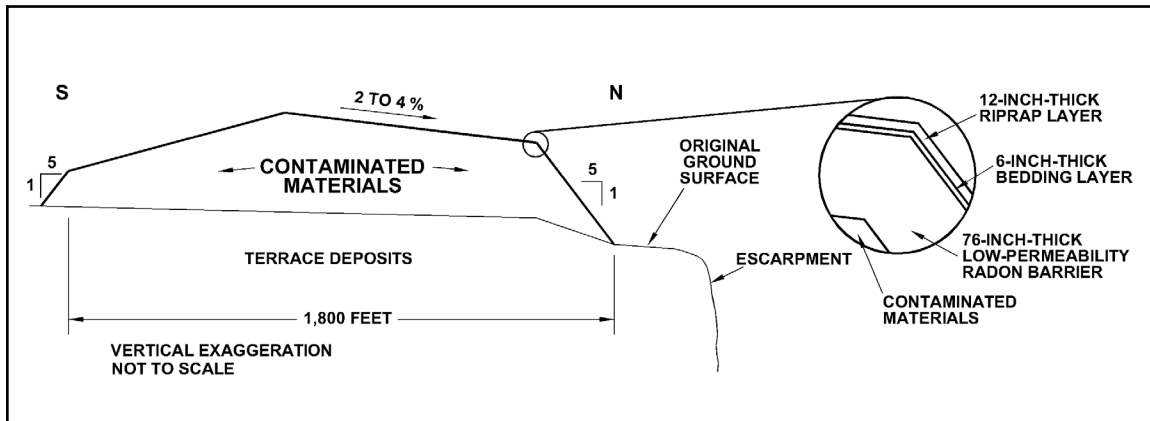 S
2 TO 4 %
N
5
1
CONTAMINATED
MATERIALS
5
1
ORIGINAL
GROUND
SURFACE
12-INCH-THICK
RIPRAP LAYER
6-INCH-THICK
BEDDING LAYER
TERRACE DEPOSITS
ESCARPMENT
76-INCH-THICK
LOW-PERMEABILITY
RADON BARRIER
CONTAMINATED
MATERIALS
1,800 FEET
VERTICAL EXAGGERATION
NOT TO SCALE